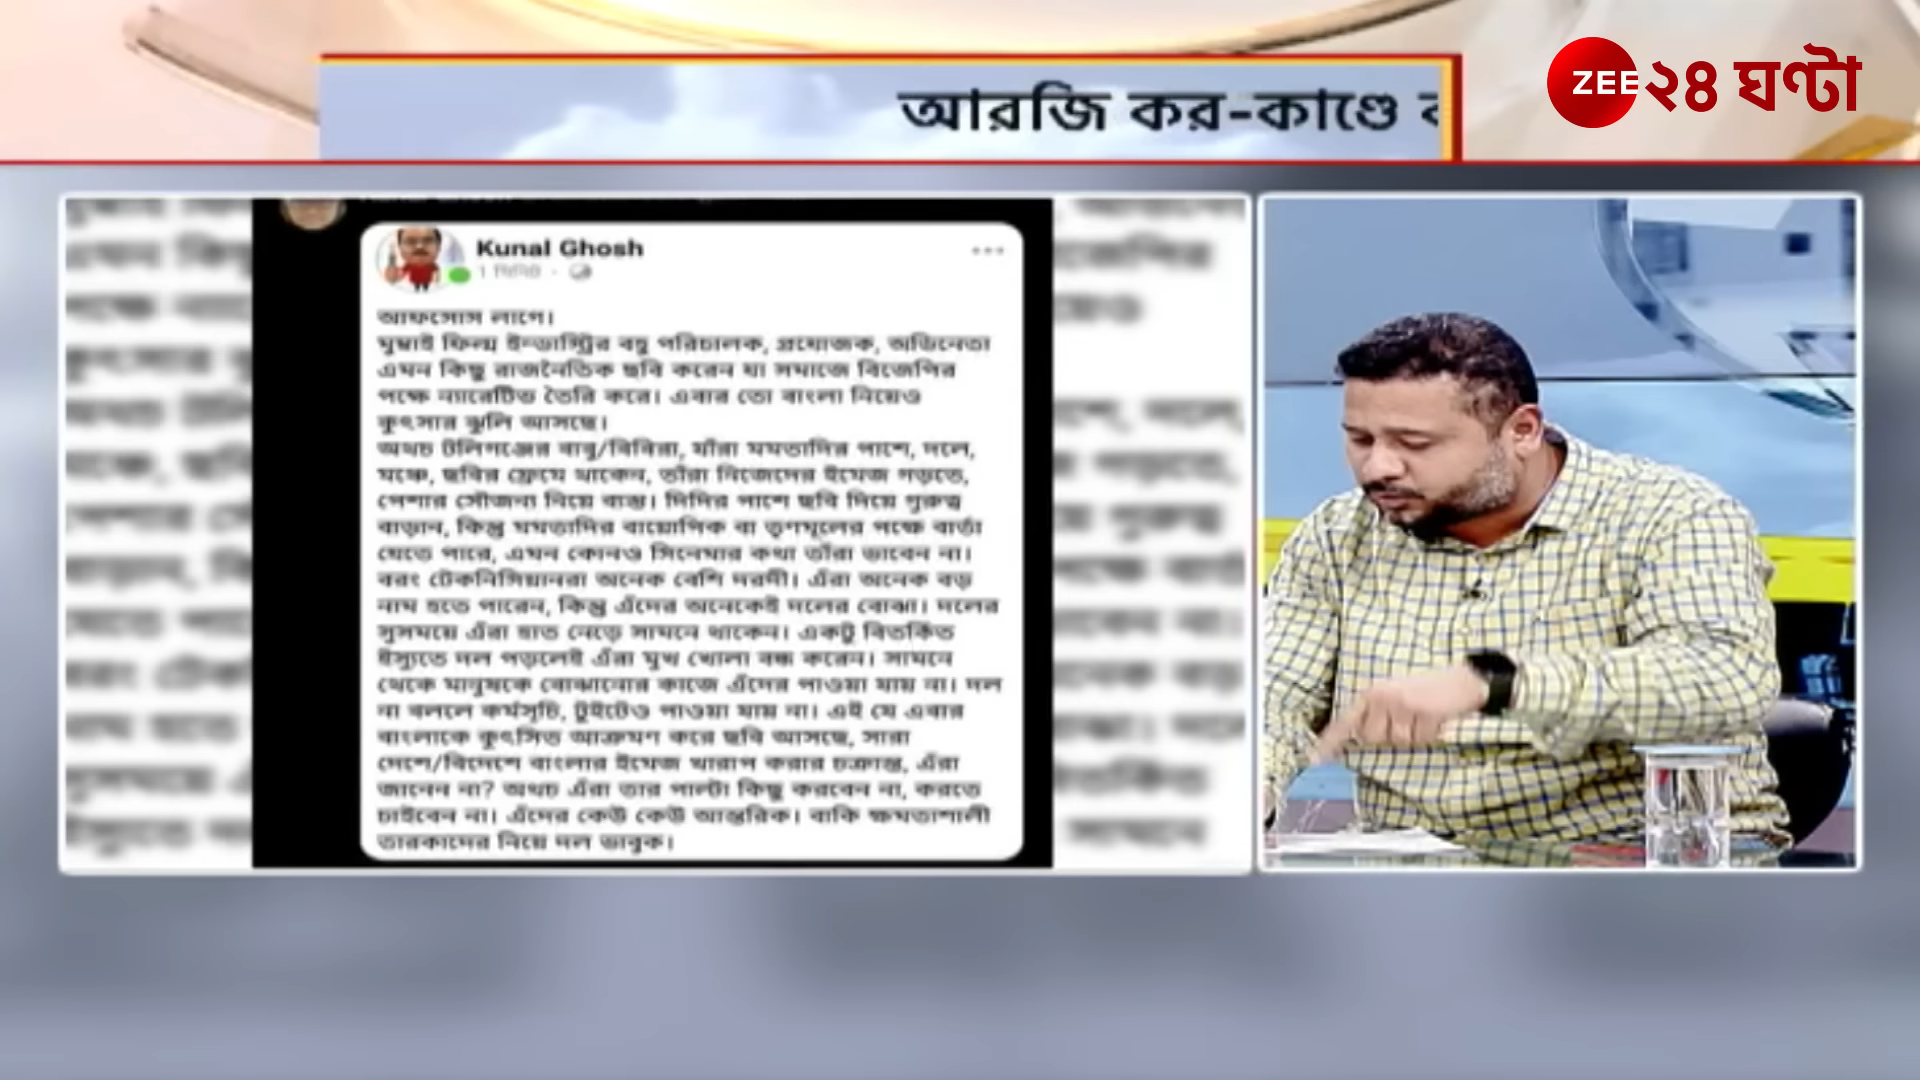 আরজি কর-কাণ্ডে
ZEE ২৪ ঘণ্টা
Kunal Ghosh
1 মিনিট
আফসোস লাগে।
মুম্বাই ফিল্ম ইন্ডাস্ট্রির বহু পরিচালক, প্রযোজক, অভিনেতা
এমন কিছু রাজনৈতিক ছবি করেন যা সমাজে বিজেপির
পক্ষে ন্যারেটিভ তৈরি করে। এবার তো বাংলা নিয়েও
কুৎসার ঝুলি আসছে।
অথচ টলিগঞ্জের বাবু/বিবিরা, যাঁরা মমতাদির পাশে, দলে,
মঞ্চে, ছবির ফ্রেমে থাকেন, তাঁরা নিজেদের ইমেজ গড়তে,
পেশার সৌজন্য নিয়ে ব্যস্ত। দিদির পাশে ছবি দিয়ে গুরুত্ব
বাড়ান, কিন্তু মমতাদির বায়োপিক বা তৃণমূলের পক্ষে বার্তা
যেতে পারে, এমন কোনও সিনেমার কথা তাঁরা ভাবেন না।
বরং টেকনিসিয়ানরা অনেক বেশি দরদী। এঁরা অনেক বড়
নাম হতে পারেন, কিন্তু এঁদের অনেকেই দলের বোঝা। দলের
সুসময়ে এঁরা হাত নেড়ে সামনে থাকেন। একটু বিতর্কিত
ইস্যুতে দল পড়লেই এঁরা মুখ খোলা বন্ধ করেন। সামনে
থেকে মানুষকে বোঝানোর কাজে এঁদের পাওয়া যায় না। দল
না বললে কর্মসূচি, টুইটেও পাওয়া যায় না। এই যে এবার
বাংলাকে কুৎসিত আক্রমণ করে ছবি আসছে, সারা
দেশে/বিদেশে বাংলার ইমেজ খারাপ করার চক্রান্ত, এঁরা
জানেন না? অথচ এঁরা তার পাল্টা কিছু করবেন না, করতে
চাইবেন না। এঁদের কেউ কেউ আন্তরিক। বাকি ক্ষমতাশালী
তারকাদের নিয়ে দল ভাবুক।